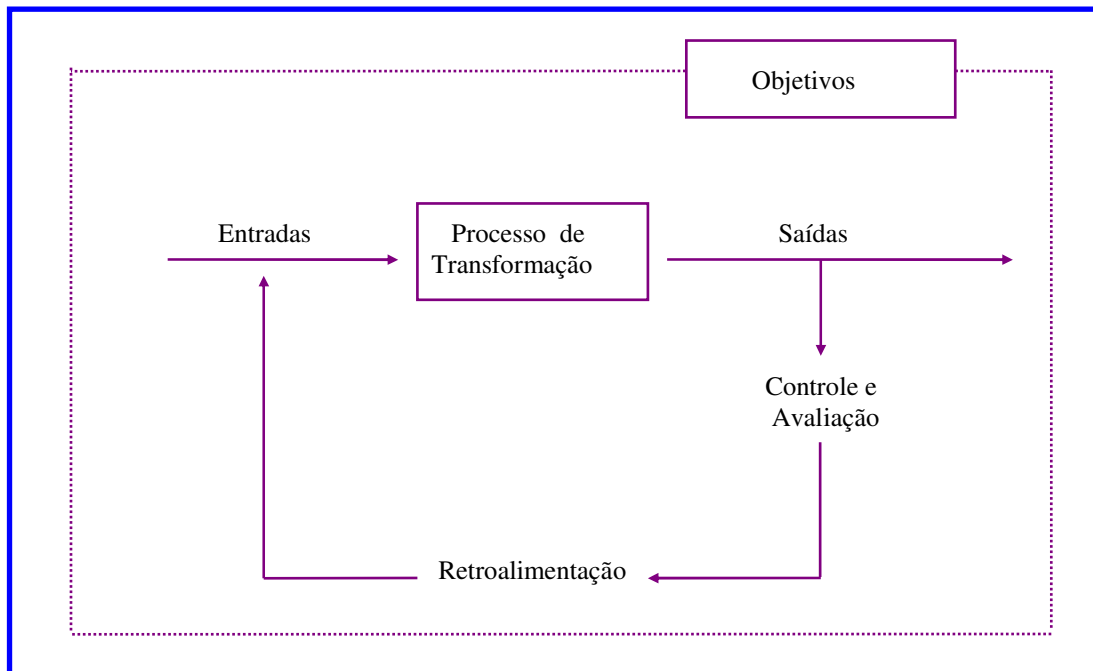 Objetivos
Entradas
Processo de
Transformação
Saídas
Controle e
Avaliação
Retroalimentação